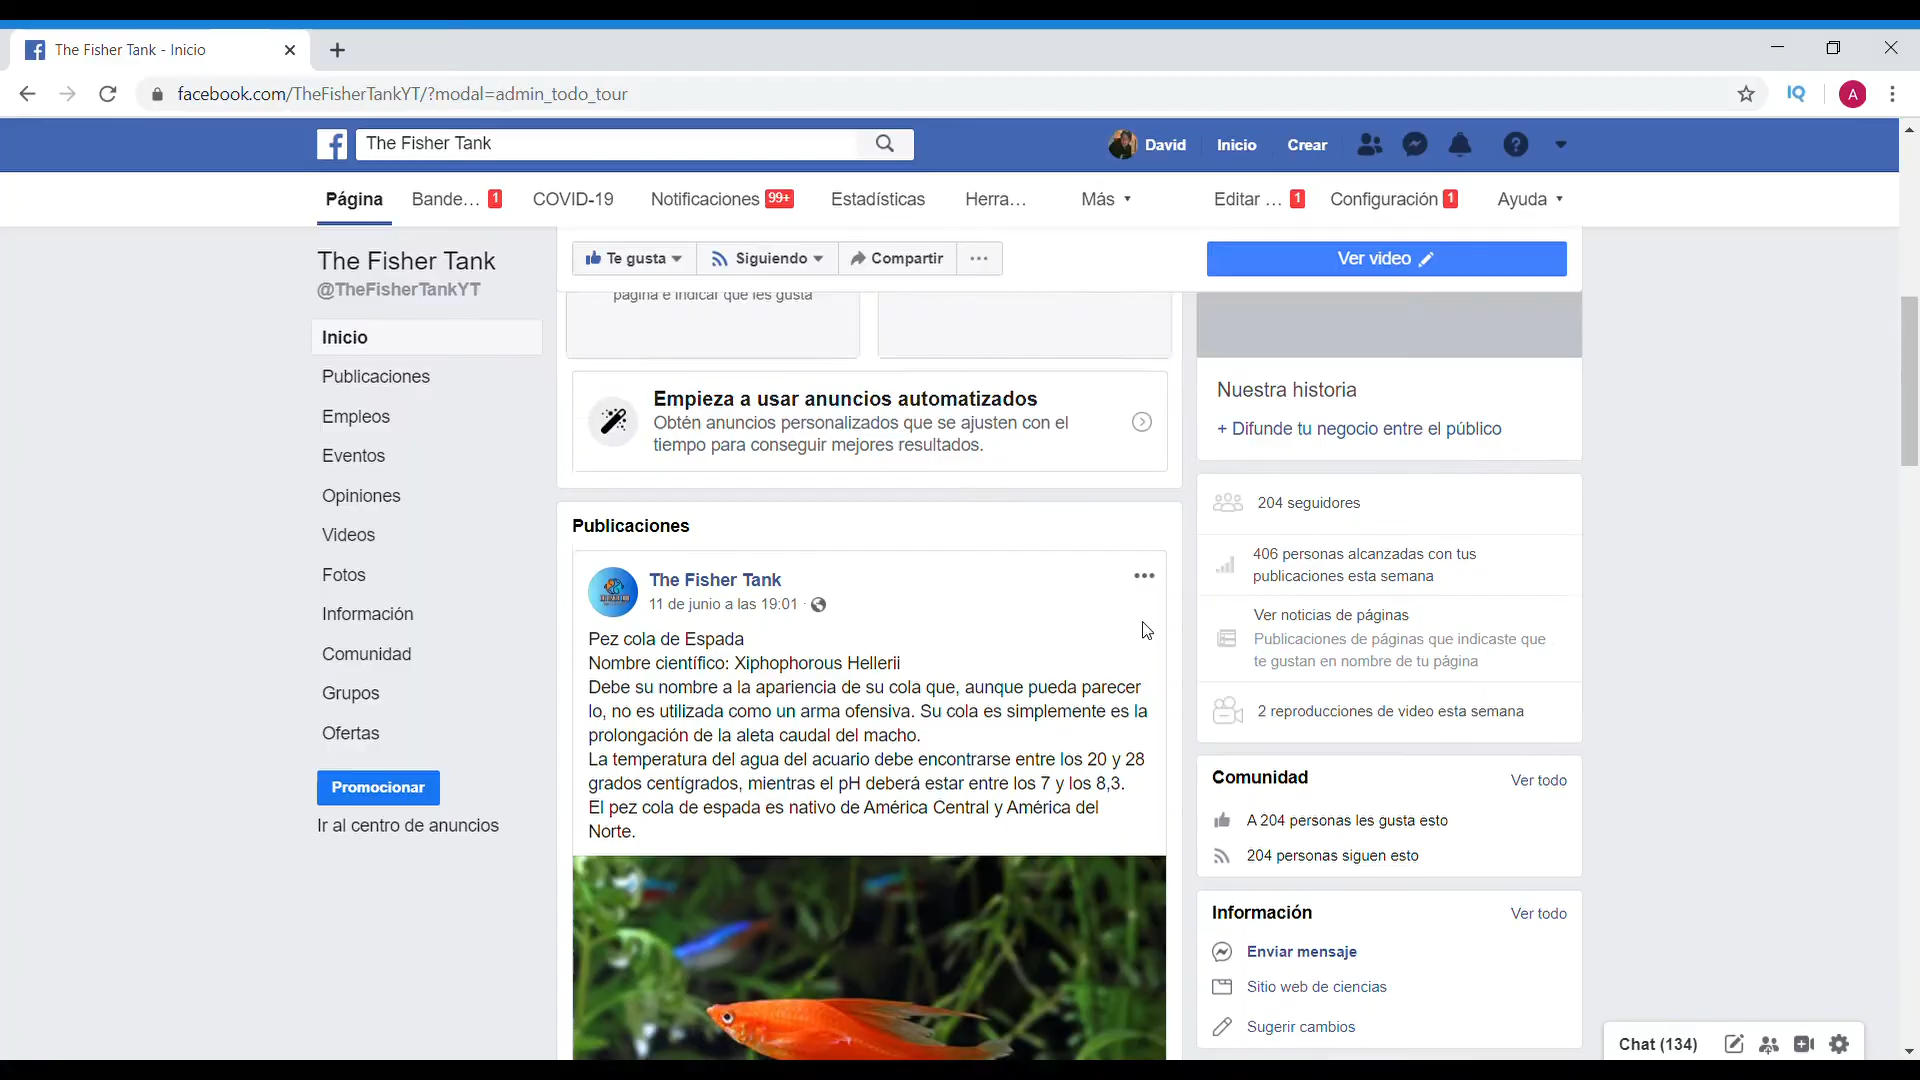 The Fisher Tank - Inicio
facebook.com/TheFisherTankYT/?modal=admin_todo_tour
IQ
A
The Fisher Tank
David
Inicio
Crear
Página
Bande... 1
COVID-19
Notificaciones 99+
Estadísticas
Herra...
Más
Editar ... 1
Configuración 1
Ayuda
The Fisher Tank
@TheFisherTankYT
Inicio
Publicaciones
Empleos
Eventos
Opiniones
Videos
Fotos
Información
Comunidad
Grupos
Ofertas
Promocionar
Ir al centro de anuncios
Te gusta
Siguiendo
Compartir
Ver video
página e indicar que les gusta
Empieza a usar anuncios automatizados
Obtén anuncios personalizados que se ajusten con el
tiempo para conseguir mejores resultados.
Publicaciones
The Fisher Tank
11 de junio a las 19:01 ·
Pez cola de Espada
Nombre científico: Xiphophorous Hellerii
Debe su nombre a la apariencia de su cola que, aunque pueda parecer
lo, no es utilizada como un arma ofensiva. Su cola es simplemente es la
prolongación de la aleta caudal del macho.
La temperatura del agua del acuario debe encontrarse entre los 20 y 28
grados centígrados, mientras el pH deberá estar entre los 7 y los 8,3.
El pez cola de espada es nativo de América Central y América del
Norte.
Nuestra historia
+ Difunde tu negocio entre el público
204 seguidores
406 personas alcanzadas con tus
publicaciones esta semana
Ver noticias de páginas
Publicaciones de páginas que indicaste que
te gustan en nombre de tu página
2 reproducciones de video esta semana
Comunidad
Ver todo
A 204 personas les gusta esto
204 personas siguen esto
Información
Ver todo
Enviar mensaje
Sitio web de ciencias
Sugerir cambios
Chat (134)